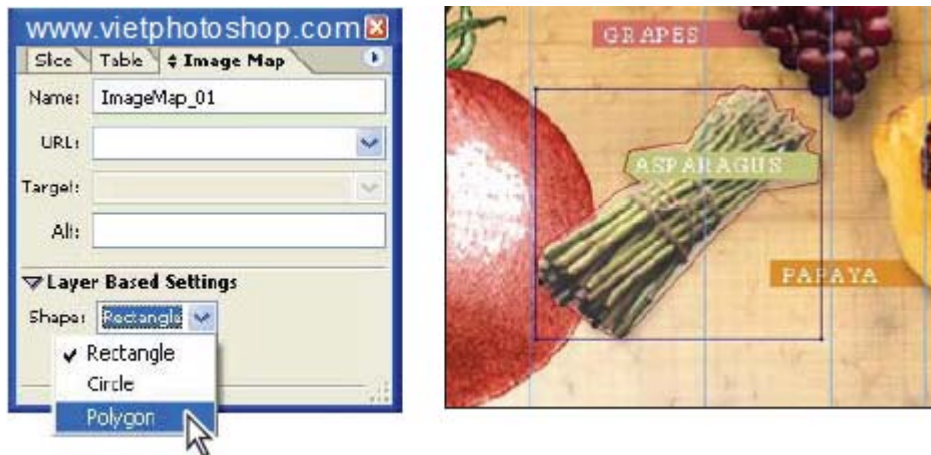 www.vietphotoshop.com
Slice Table Image Map
Name: ImageMap_01
URL:
Target:
Alt:
Layer Based Settings
Shape: Rectangle
Rectangle
Circle
Polygon
GRAPES
ASPARAGUS
PAPAYA